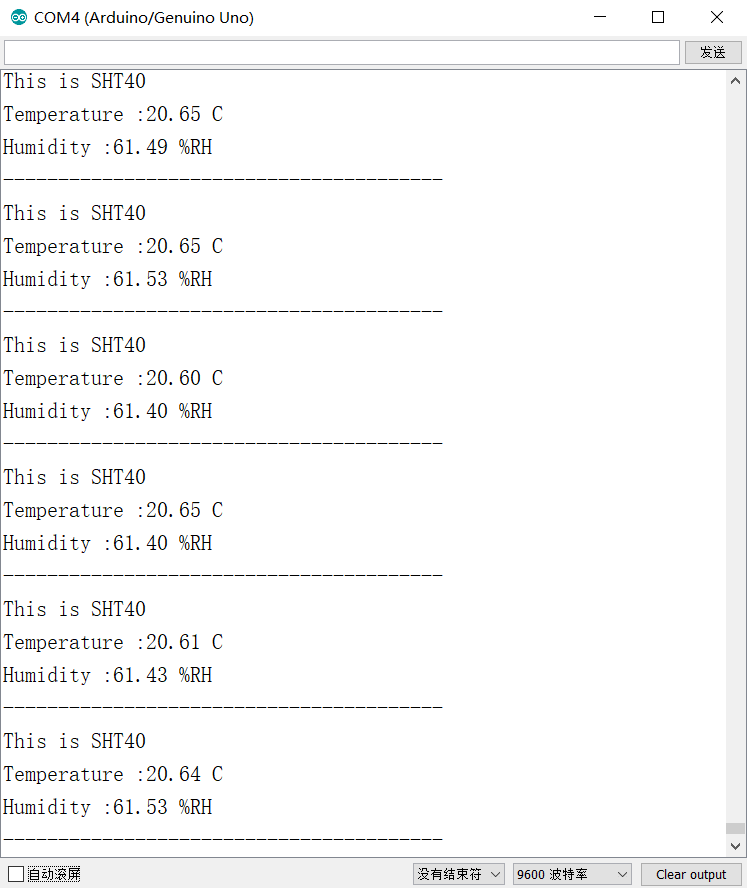 COM4 (Arduino/Genuino Uno)
发送
This is SHT40
Temperature :20.65 C
Humidity :61.49 %RH
----------------------------------------
This is SHT40
Temperature :20.65 C
Humidity :61.53 %RH
----------------------------------------
This is SHT40
Temperature :20.60 C
Humidity :61.40 %RH
----------------------------------------
This is SHT40
Temperature :20.65 C
Humidity :61.40 %RH
----------------------------------------
This is SHT40
Temperature :20.61 C
Humidity :61.43 %RH
----------------------------------------
This is SHT40
Temperature :20.64 C
Humidity :61.53 %RH
----------------------------------------
自动滚屏 没有结束符 9600 波特率 Clear output